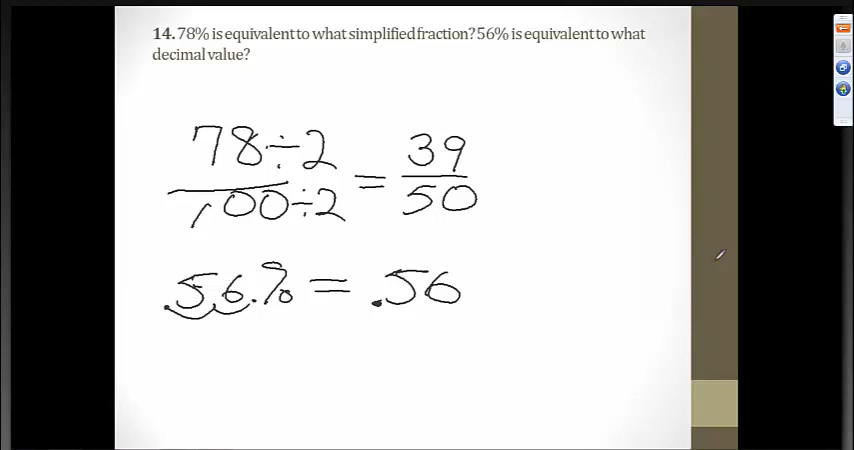 14. 78% is equivalent to what simplified fraction? 56% is equivalent to what
decimal value?
78÷2
100÷2
=
39
50
.56.% = .56